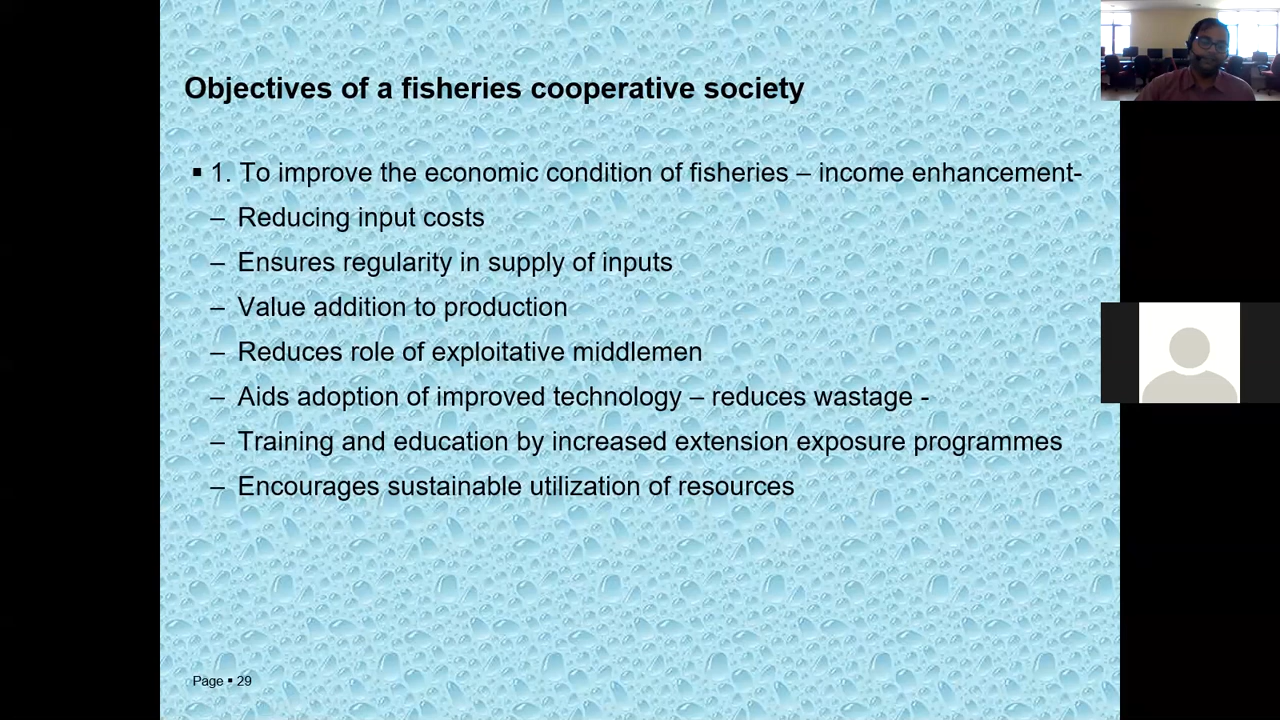 Objectives of a fisheries cooperative society
▪ 1. To improve the economic condition of fisheries – income enhancement-
– Reducing input costs
– Ensures regularity in supply of inputs
– Value addition to production
– Reduces role of exploitative middlemen
– Aids adoption of improved technology – reduces wastage -
– Training and education by increased extension exposure programmes
– Encourages sustainable utilization of resources
Page ▪ 29